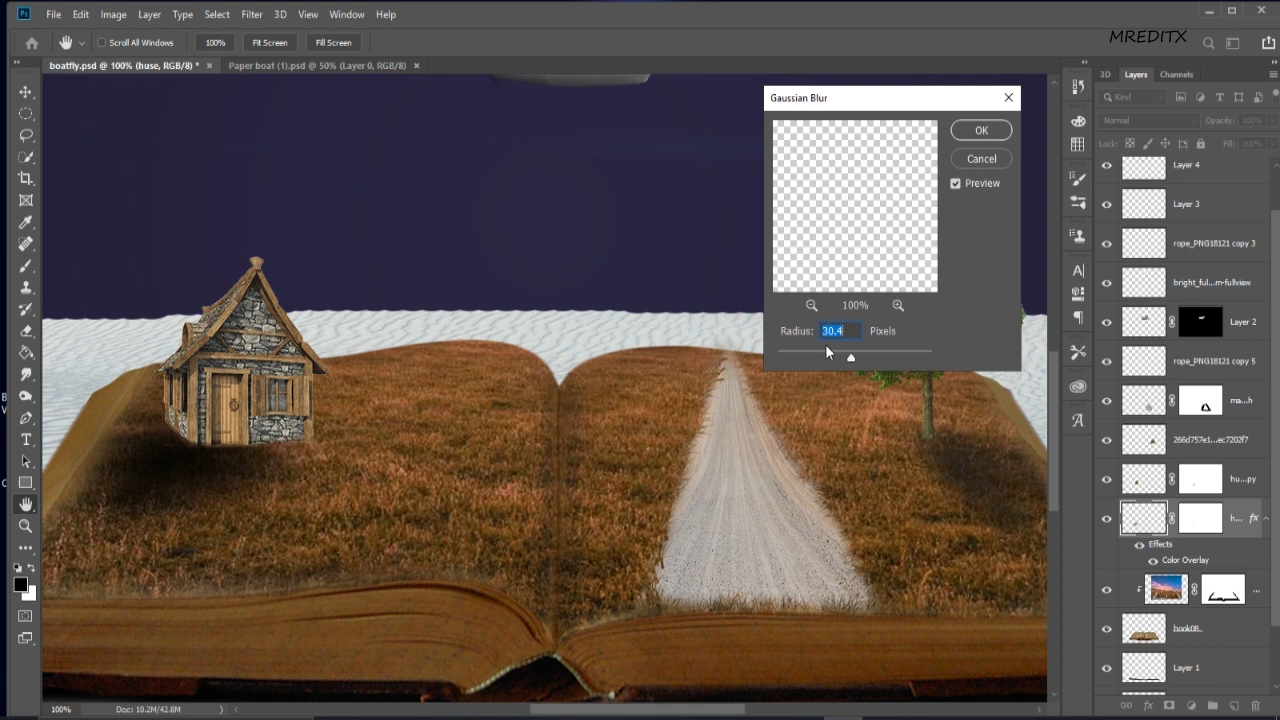 Ps File Edit Image Layer Type Select Filter 3D View Window Help
Scroll All Windows 100% Fit Screen Fill Screen
MREDITX
boatfly.psd @ 100% (huse, RGB/8) * × Paper boat (1).psd @ 50% (Layer 0, RGB/8) ×
3D Layers Channels
Kind
Normal Opacity: 100%
Lock: Fill: 100%
Gaussian Blur
OK
Cancel
Preview
100%
Radius: 30.4 Pixels
Layer 4
Layer 3
rope_PNG18121 copy 3
bright_ful...m-fullview
Layer 2
rope_PNG18121 copy 5
ma...h
266d757e1...ec7202f7
hu...py
h... fx
Effects
Color Overlay
...
book08..
Layer 1
100% Doc: 10.2M/42.8M